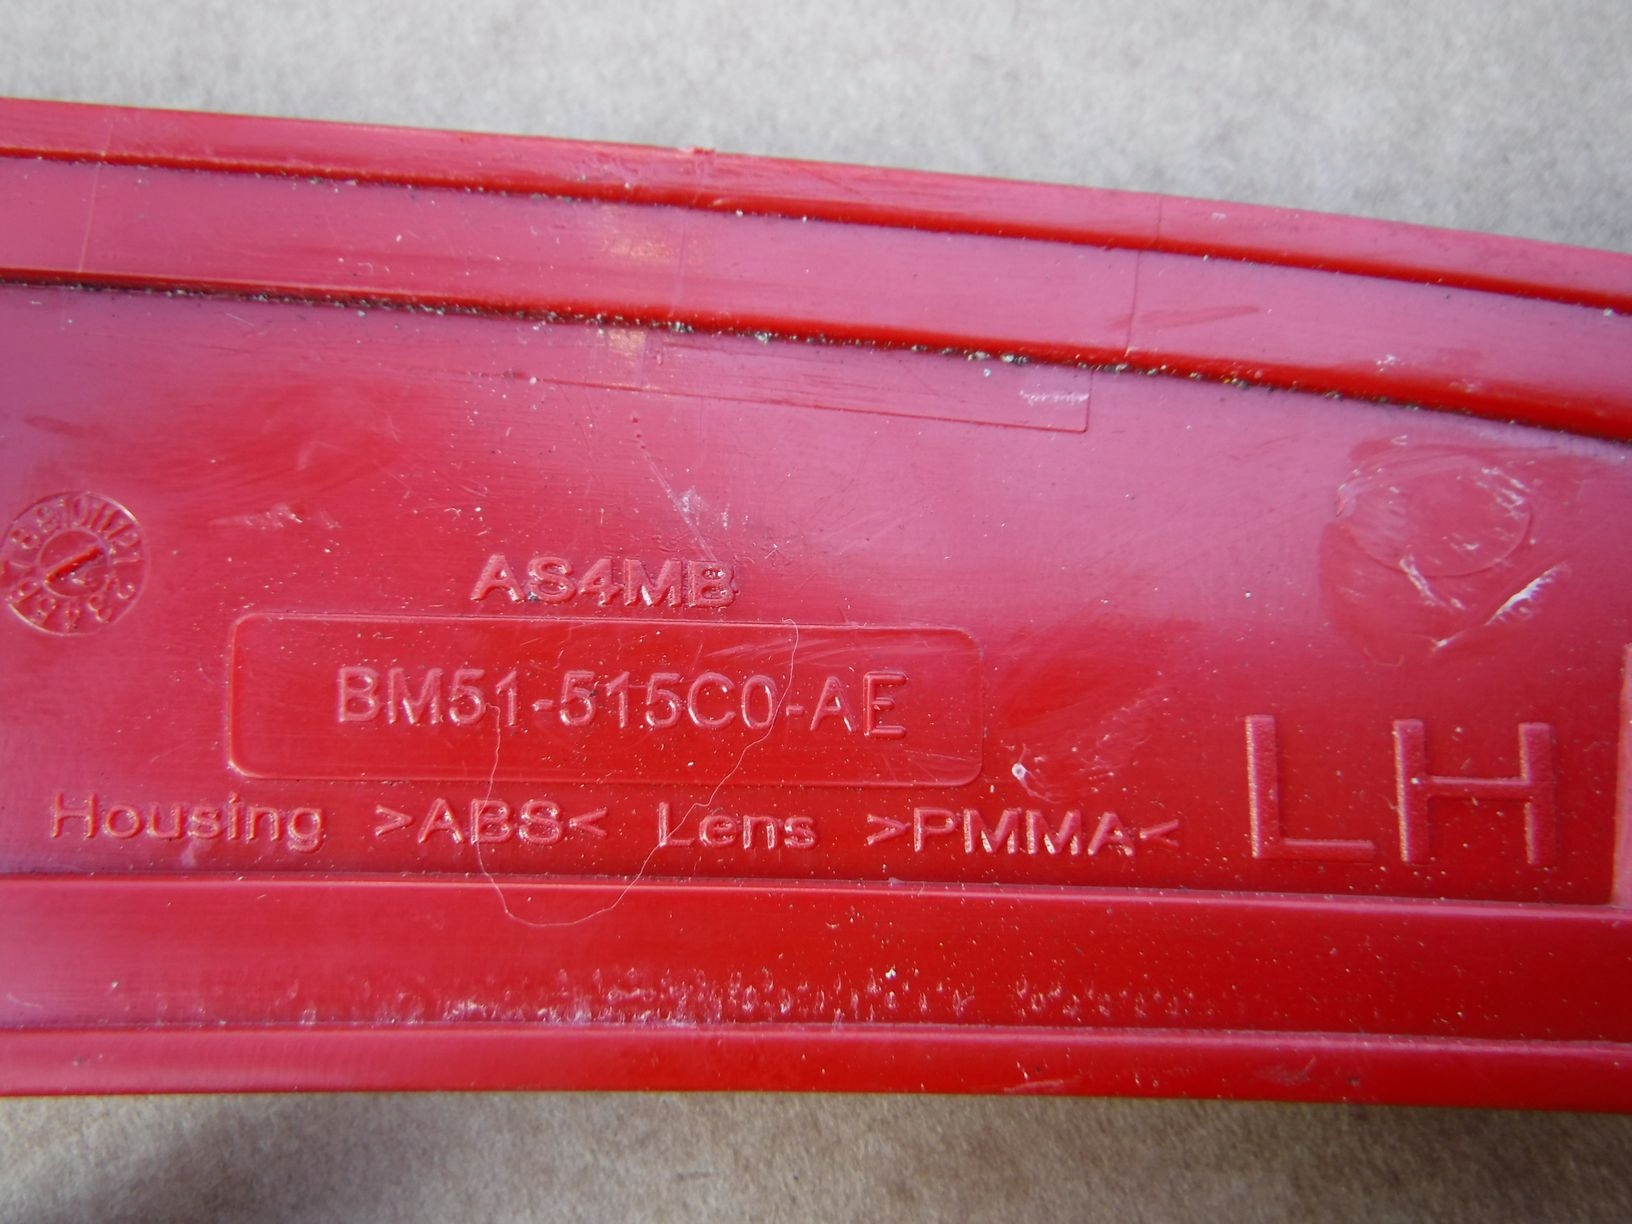 AS4MB
BM51-515C0-AE
Housing >ABS< Lens >PMMA<
LH